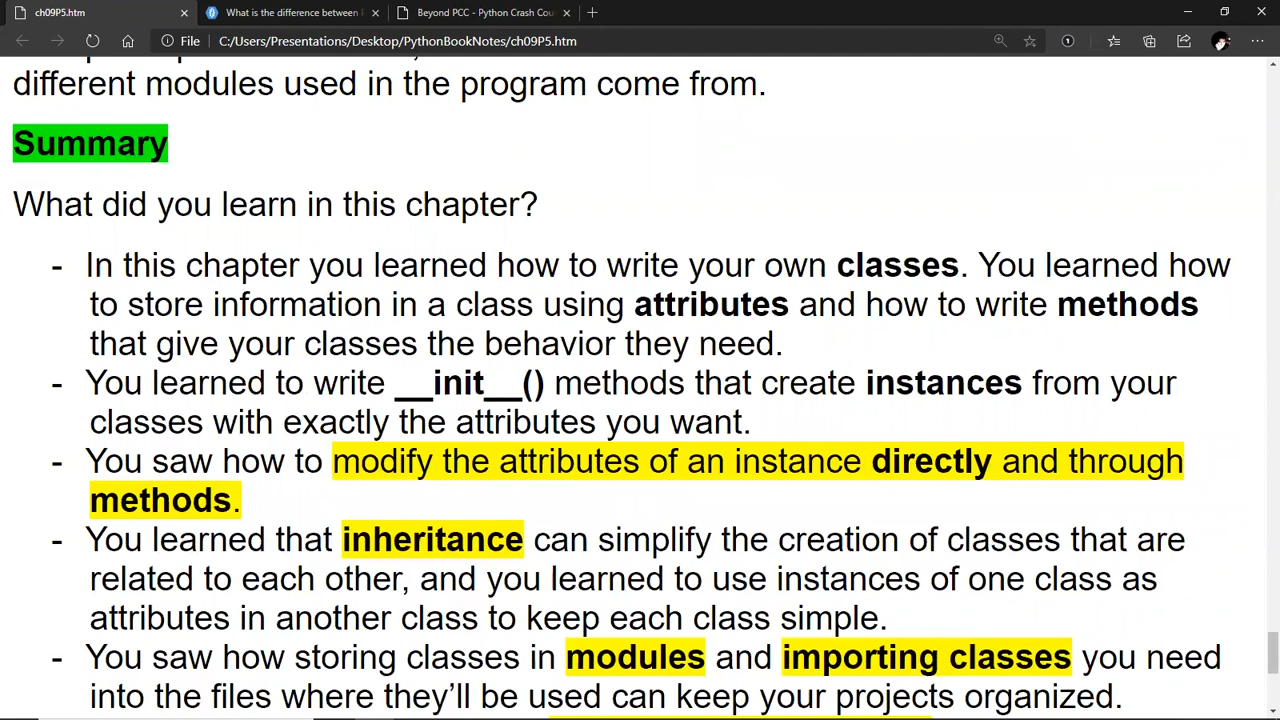 ch09P5.htm
What is the difference between
Beyond PCC - Python Crash Cou
File
C:/Users/Presentations/Desktop/PythonBookNotes/ch09P5.htm
different modules used in the program come from.
Summary
What did you learn in this chapter?
- In this chapter you learned how to write your own classes. You learned how
to store information in a class using attributes and how to write methods
that give your classes the behavior they need.
- You learned to write __init__() methods that create instances from your
classes with exactly the attributes you want.
- You saw how to modify the attributes of an instance directly and through
methods.
- You learned that inheritance can simplify the creation of classes that are
related to each other, and you learned to use instances of one class as
attributes in another class to keep each class simple.
- You saw how storing classes in modules and importing classes you need
into the files where they’ll be used can keep your projects organized.